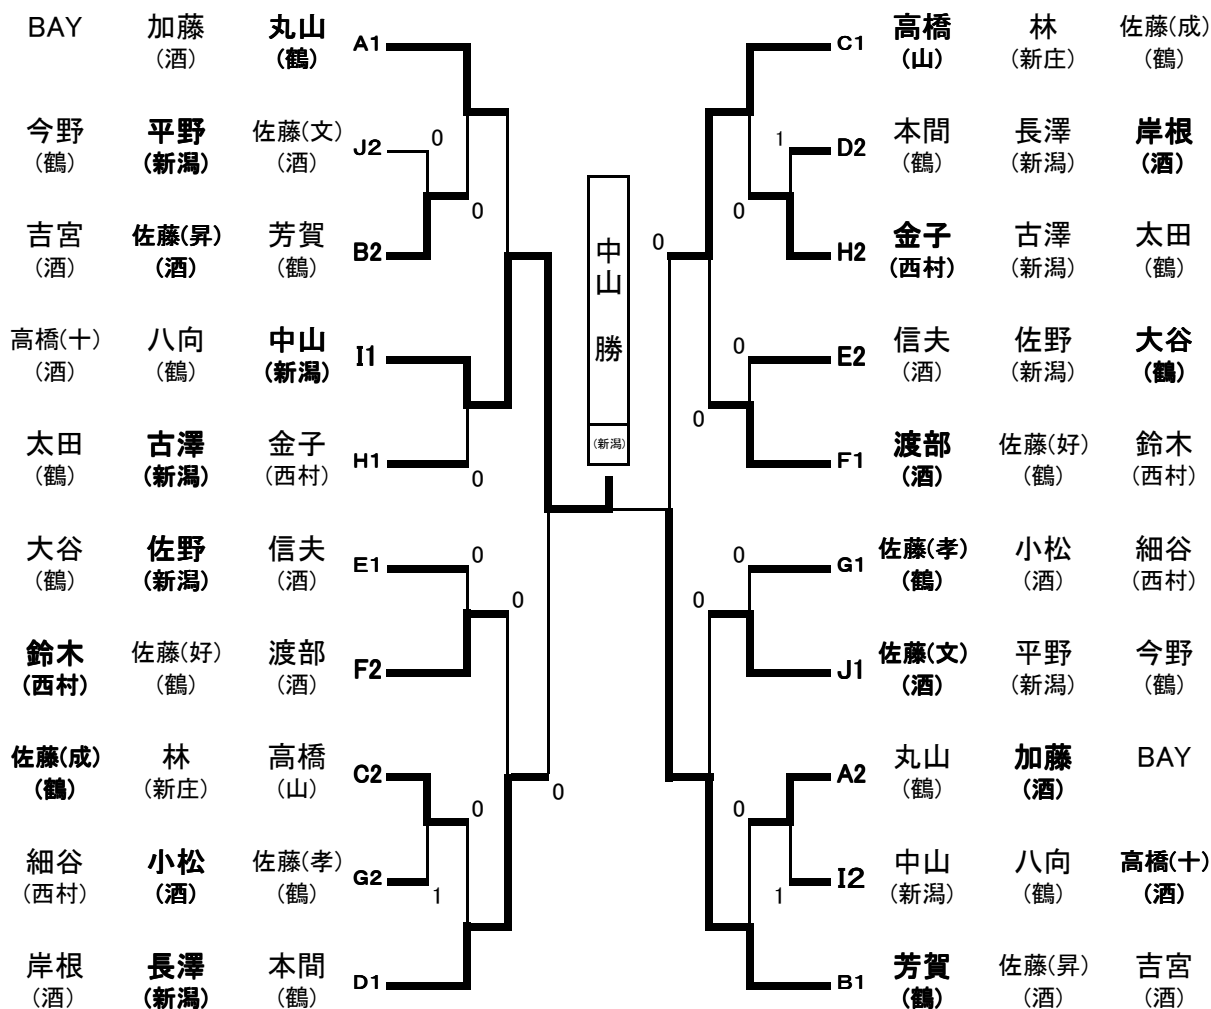 BAY 加藤 丸山
(酒) (鶴)
A1
今野 平野 佐藤(文)
(鶴) (新潟) (酒)
J2
0
0
吉宮 佐藤(昇) 芳賀
(酒) (酒) (鶴)
B2
高橋(十) 八向 中山
(酒) (鶴) (新潟)
I1
太田 古澤 金子
(鶴) (新潟) (西村)
H1
0
大谷 佐野 信夫
(鶴) (新潟) (酒)
E1
0
0
鈴木 佐藤(好) 渡部
(西村) (鶴) (酒)
F2
佐藤(成) 林 高橋
(鶴) (新庄) (山)
C2
0
0
細谷 小松 佐藤(孝)
(西村) (酒) (鶴)
G2
1
岸根 長澤 本間
(酒) (新潟) (鶴)
D1
中山 勝
(新潟)
C1
高橋 林 佐藤(成)
(山) (新庄) (鶴)
1
D2
本間 長澤 岸根
(鶴) (新潟) (酒)
0
0
H2
金子 古澤 太田
(西村) (新潟) (鶴)
0
E2
信夫 佐野 大谷
(酒) (新潟) (鶴)
0
F1
渡部 佐藤(好) 鈴木
(酒) (鶴) (西村)
0
G1
佐藤(孝) 小松 細谷
(鶴) (酒) (西村)
0
J1
佐藤(文) 平野 今野
(酒) (新潟) (鶴)
A2
丸山 加藤 BAY
(鶴) (酒)
0
1
I2
中山 八向 高橋(十)
(新潟) (鶴) (酒)
B1
芳賀 佐藤(昇) 吉宮
(鶴) (酒) (酒)